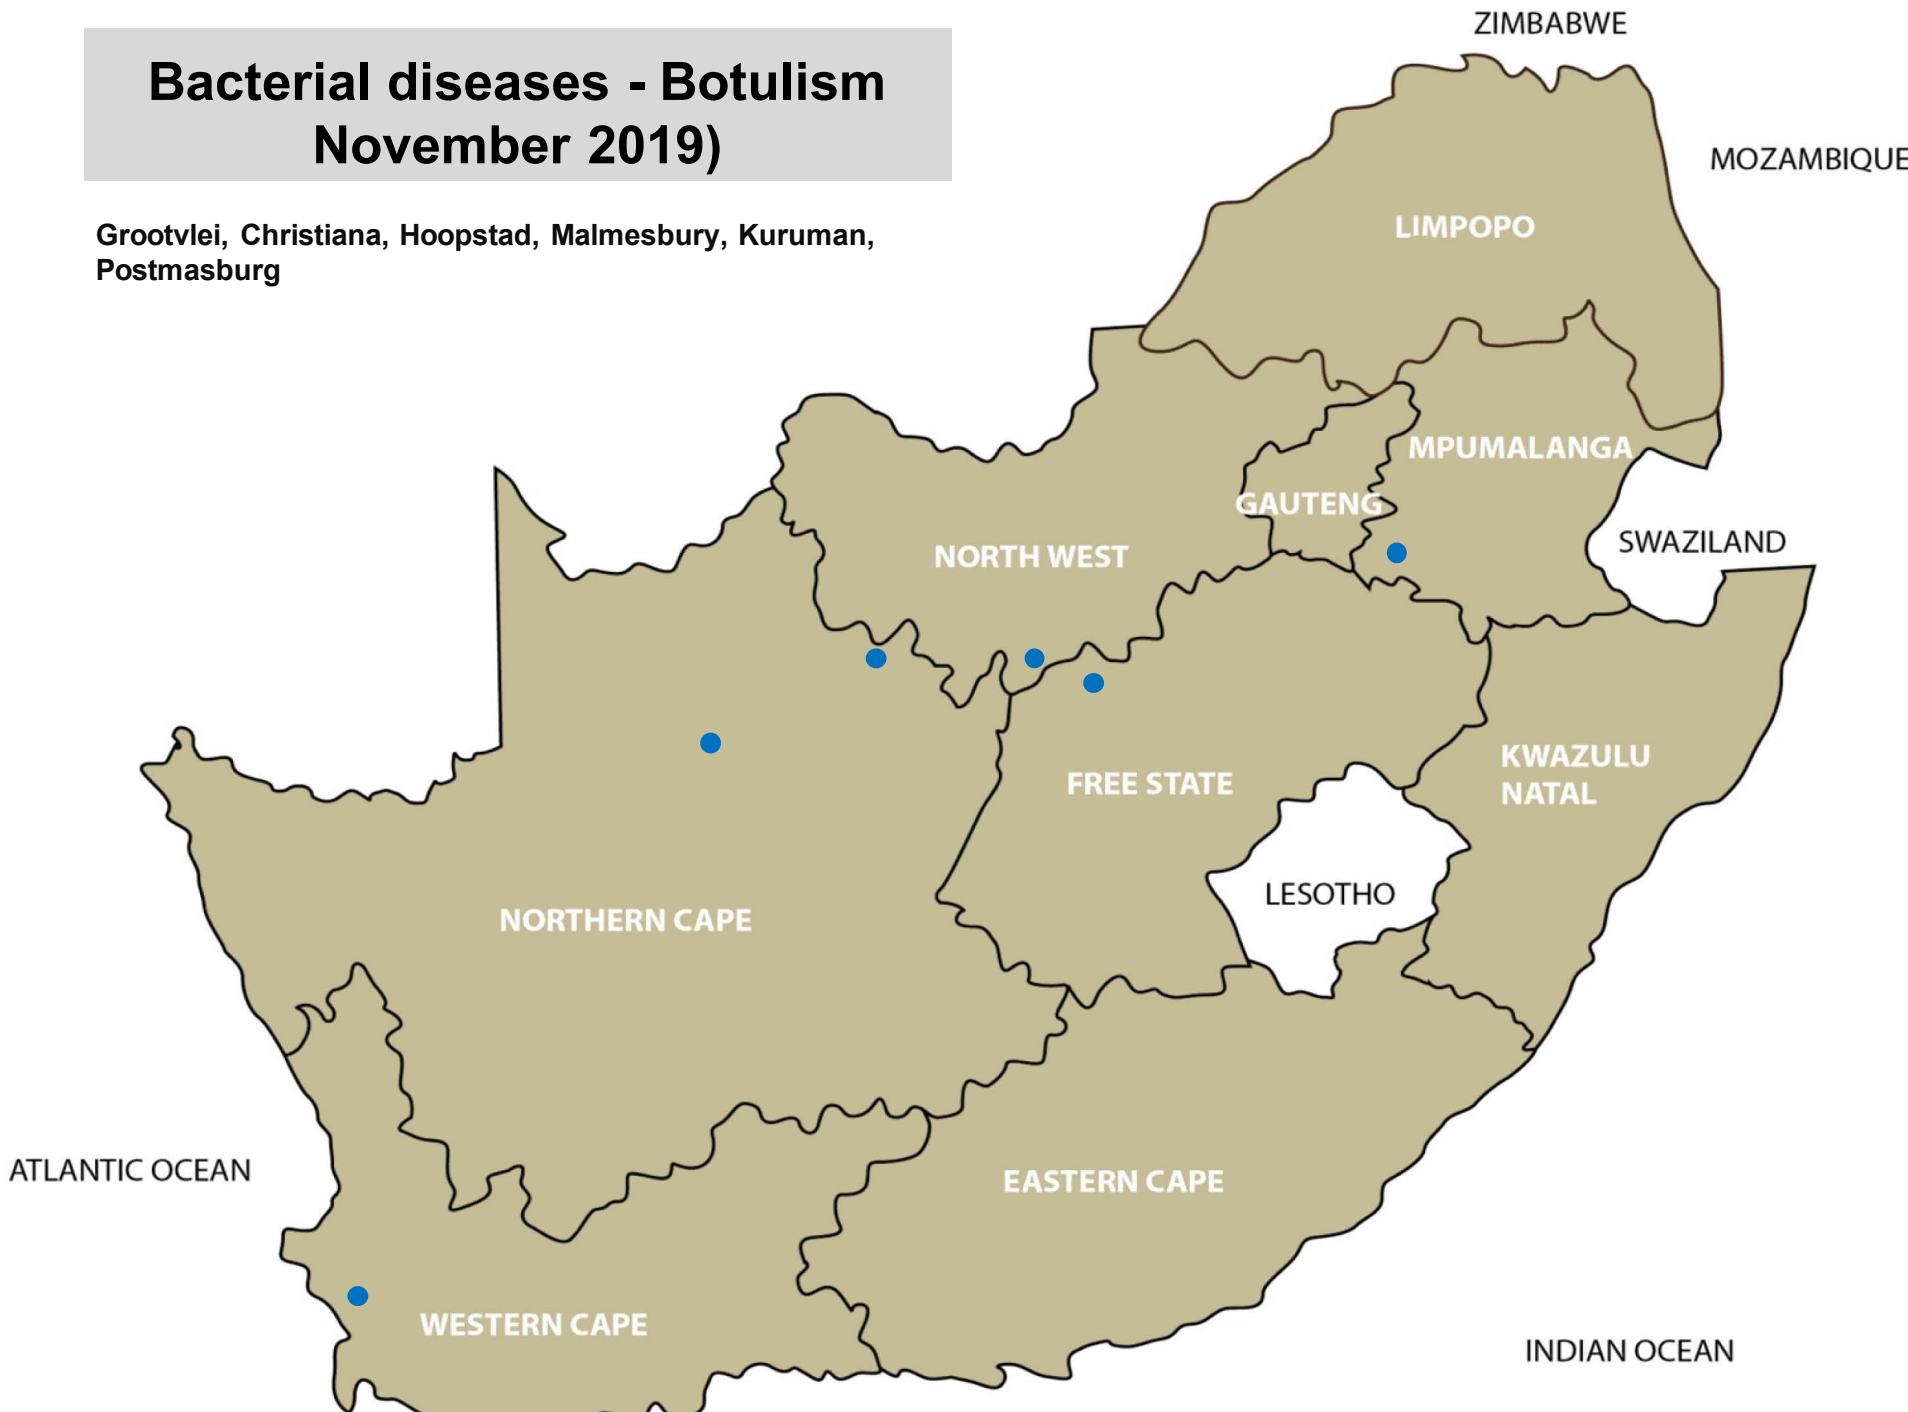 ZIMBABWE
Bacterial diseases - Botulism
November 2019)
MOZAMBIQUE
Grootvlei, Christiana, Hoopstad, Malmesbury, Kuruman,
Postmasburg
LIMPOPO
MPUMALANGA
GAUTENG
NORTH WEST
SWAZILAND
KWAZULU
NATAL
FREE STATE
LESOTHO
NORTHERN CAPE
ATLANTIC OCEAN
EASTERN CAPE
WESTERN CAPE
INDIAN OCEAN